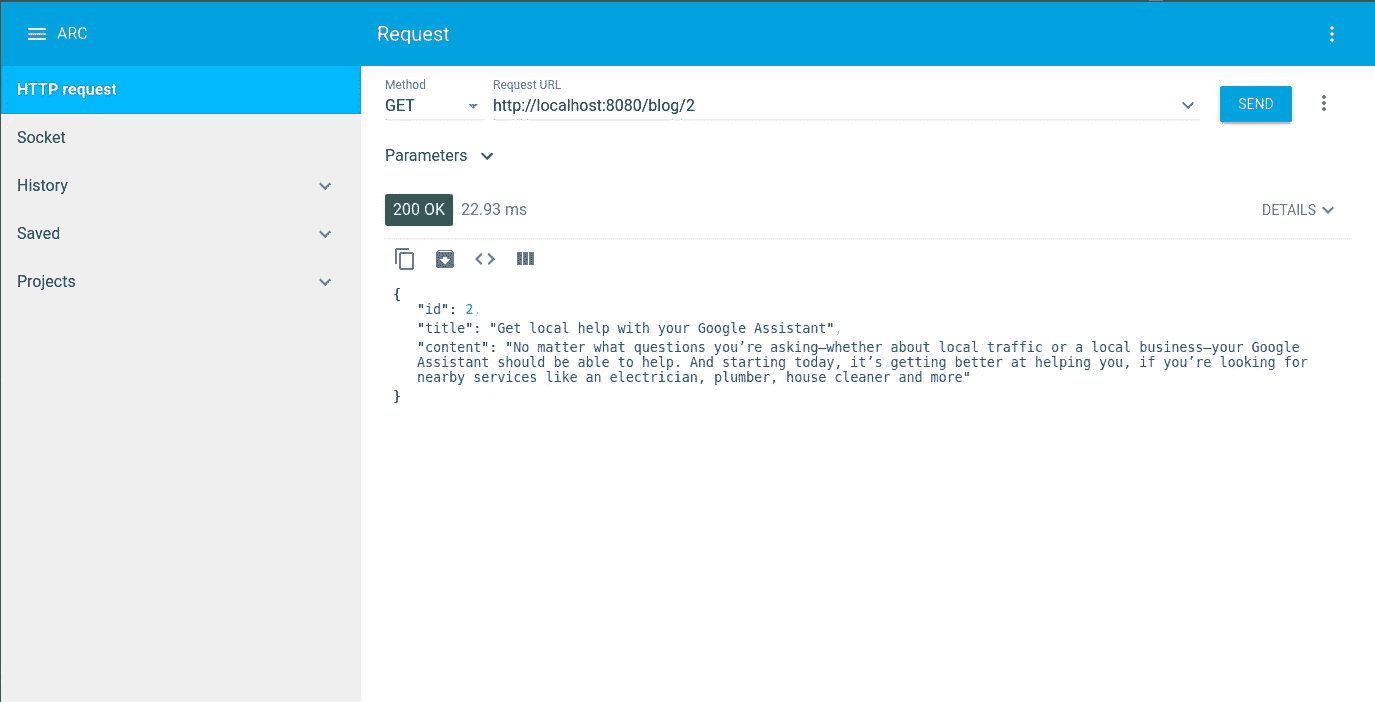 ARC
Request
HTTP request
Socket
History
Saved
Projects
Method
Request URL
GET
http://localhost:8080/blog/2
SEND
Parameters
200 OK
22.93 ms
DETAILS
{
"id": 2,
"title": "Get local help with your Google Assistant",
"content": "No matter what questions you’re asking—whether about local traffic or a local business—your Google
Assistant should be able to help. And starting today, it’s getting better at helping you, if you’re looking for
nearby services like an electrician, plumber, house cleaner and more"
}